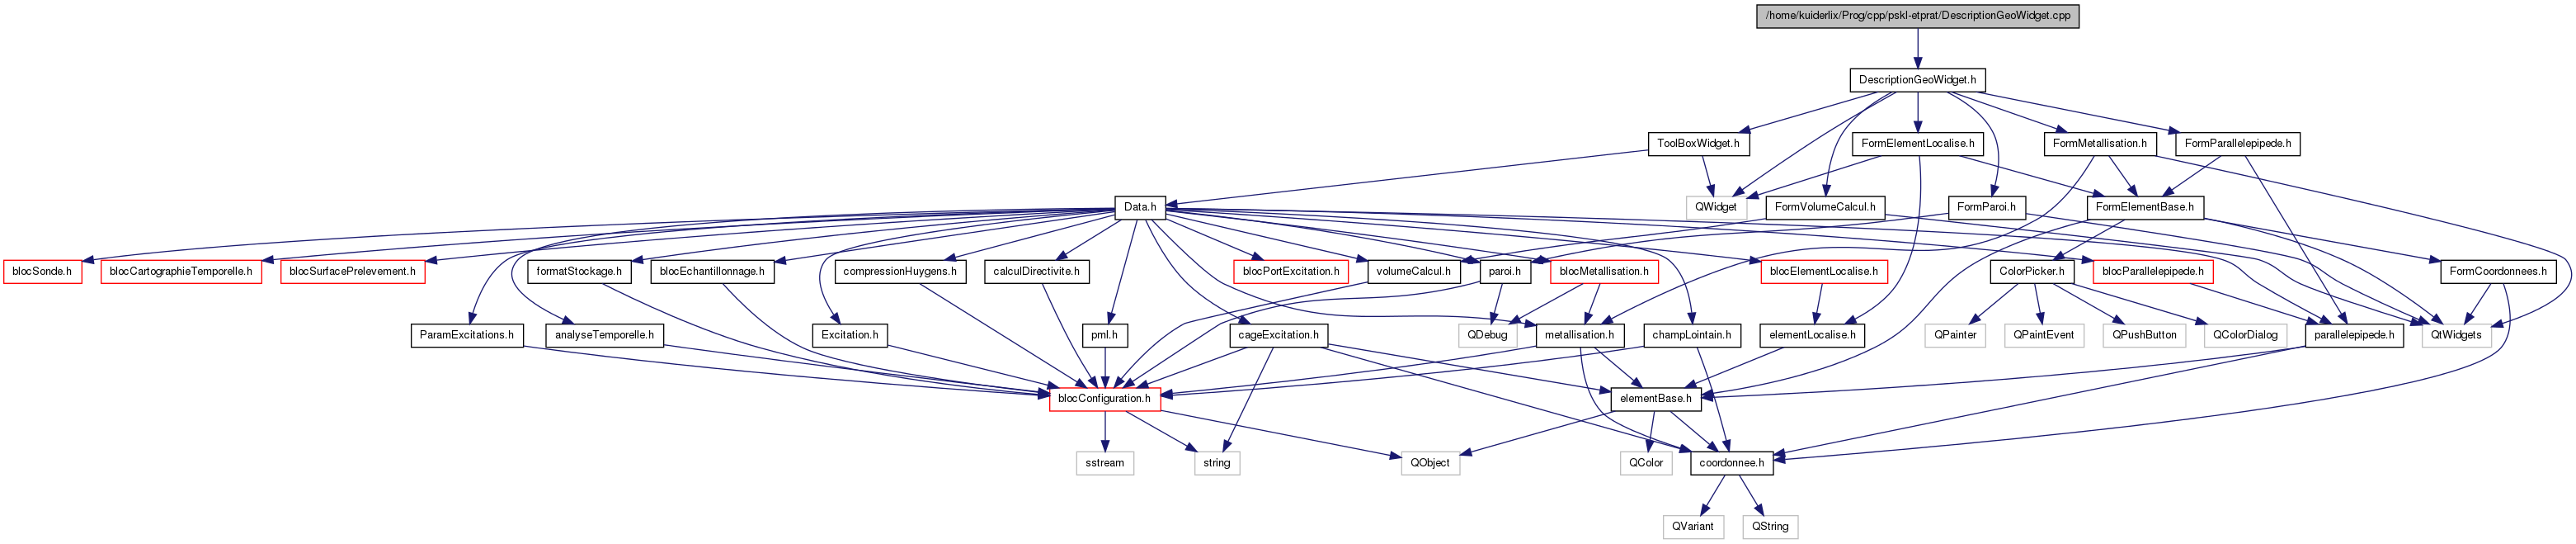 /home/kuiderlix/Prog/cpp/pskl-etprat/DescriptionGeoWidget.cpp
DescriptionGeoWidget.h
ToolBoxWidget.h
FormElementLocalise.h
FormMetallisation.h
FormParallelepipede.h
Data.h
QWidget
FormVolumeCalcul.h
FormParoi.h
FormElementBase.h
blocSonde.h
blocCartographieTemporelle.h
blocSurfacePrelevement.h
formatStockage.h
blocEchantillonnage.h
compressionHuygens.h
calculDirectivite.h
blocPortExcitation.h
volumeCalcul.h
paroi.h
blocMetallisation.h
blocElementLocalise.h
ColorPicker.h
blocParallelepipede.h
FormCoordonnees.h
ParamExcitations.h
analyseTemporelle.h
Excitation.h
pml.h
cageExcitation.h
QDebug
metallisation.h
champLointain.h
elementLocalise.h
QPainter
QPaintEvent
QPushButton
QColorDialog
parallelepipede.h
QtWidgets
blocConfiguration.h
elementBase.h
sstream
string
QObject
QColor
coordonnee.h
QVariant
QString